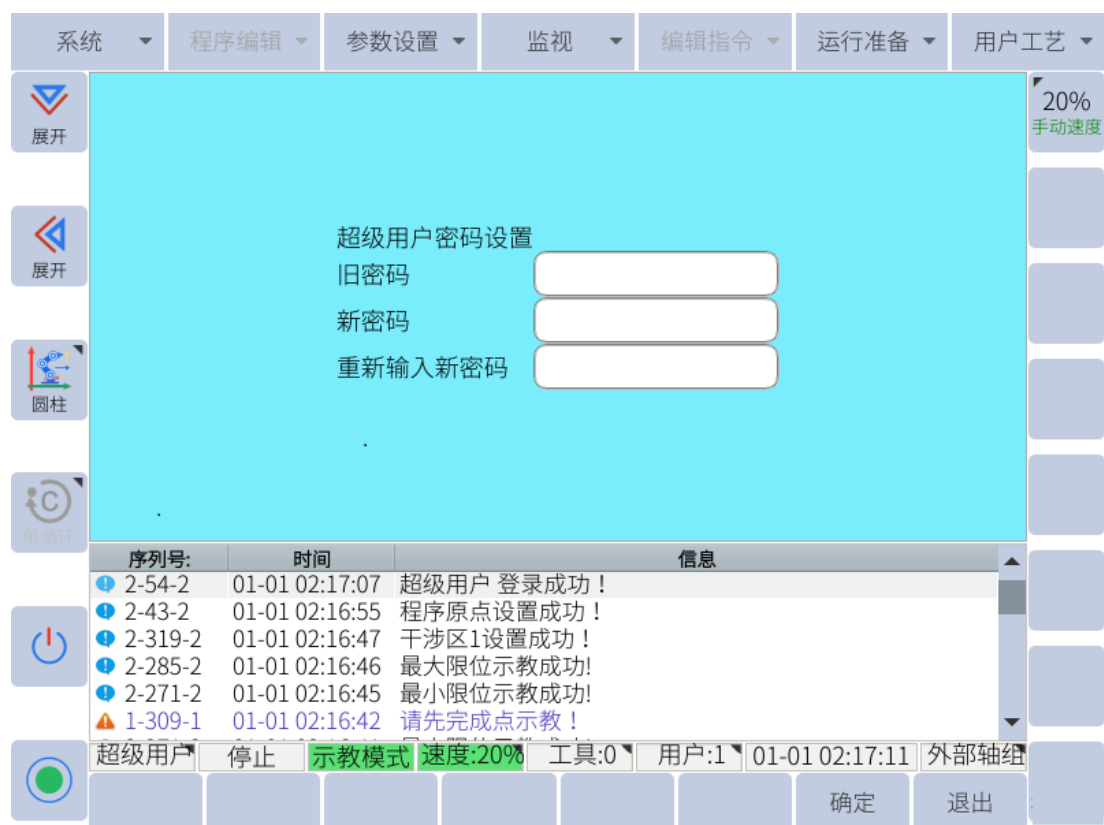 系统 程序编辑 参数设置 监视 编辑指令 运行准备 用户工艺
展开
20%
手动速度
展开
圆柱
单循环
超级用户密码设置
旧密码
新密码
重新输入新密码
序列号: 时间 信息
2-54-2 01-01 02:17:07 超级用户 登录成功！
2-43-2 01-01 02:16:55 程序原点设置成功！
2-319-2 01-01 02:16:47 干涉区1设置成功！
2-285-2 01-01 02:16:46 最大限位示教成功!
2-271-2 01-01 02:16:45 最小限位示教成功!
1-309-1 01-01 02:16:42 请先完成点示教！
超级用户 停止 示教模式 速度:20% 工具:0 用户:1 01-01 02:17:11 外部轴组
确定 退出